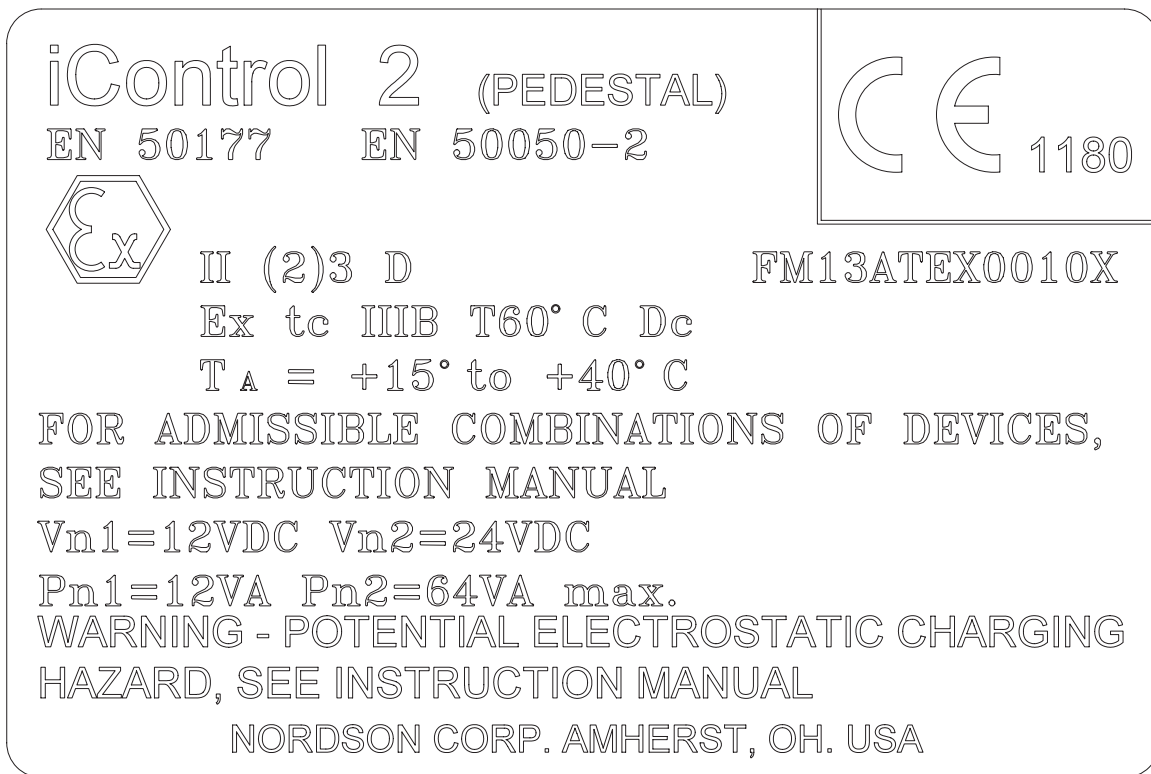 iControl 2 (PEDESTAL)
EN 50177 EN 50050-2
CE 1180
Ex
II (2)3 D FM13ATEX0010X
Ex tc IIIB T60° C Dc
TA = +15° to +40° C
FOR ADMISSIBLE COMBINATIONS OF DEVICES,
SEE INSTRUCTION MANUAL
Vn1=12VDC Vn2=24VDC
Pn1=12VA Pn2=64VA max.
WARNING - POTENTIAL ELECTROSTATIC CHARGING
HAZARD, SEE INSTRUCTION MANUAL
NORDSON CORP. AMHERST, OH. USA